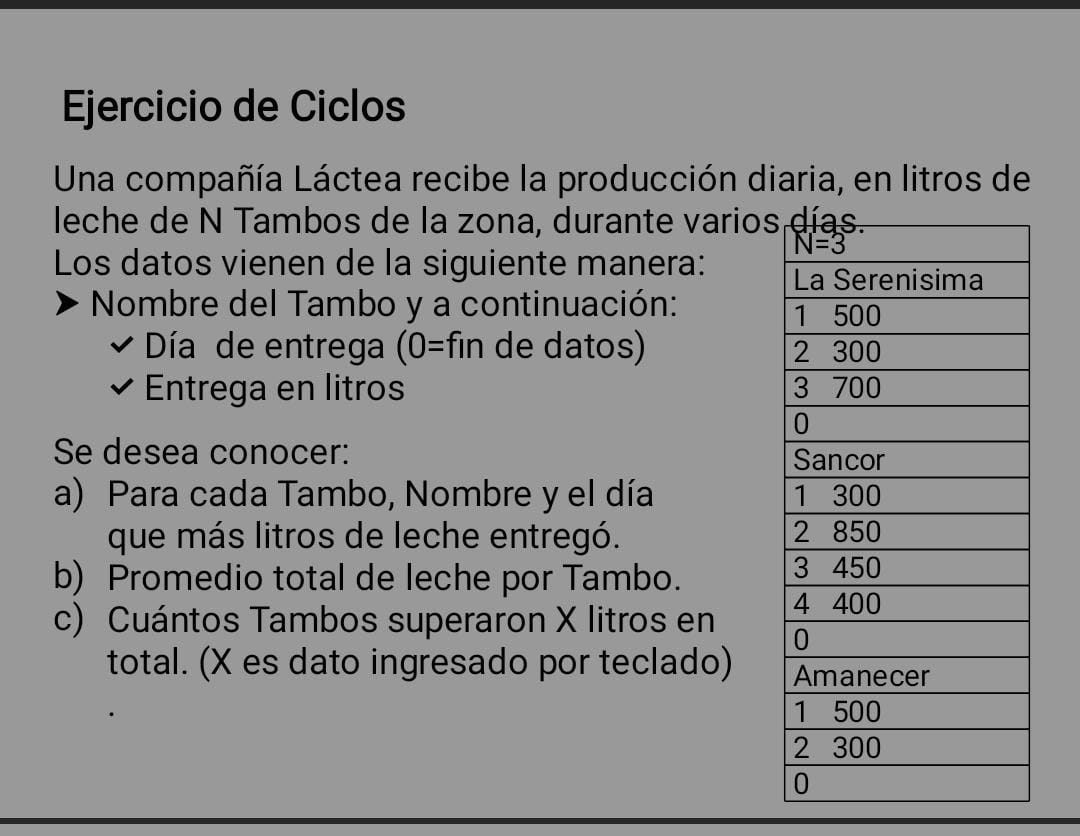 Ejercicio de Ciclos
Una compañía Láctea recibe la producción diaria, en litros de
leche de N Tambos de la zona, durante varios días.
Los datos vienen de la siguiente manera:
➤ Nombre del Tambo y a continuación:
✓ Día de entrega (0=fin de datos)
✓ Entrega en litros
Se desea conocer:
a) Para cada Tambo, Nombre y el día
que más litros de leche entregó.
b) Promedio total de leche por Tambo.
c) Cuántos Tambos superaron X litros en
total. (X es dato ingresado por teclado)
.
N=3
La Serenisima
1 500
2 300
3 700
0
Sancor
1 300
2 850
3 450
4 400
0
Amanecer
1 500
2 300
0